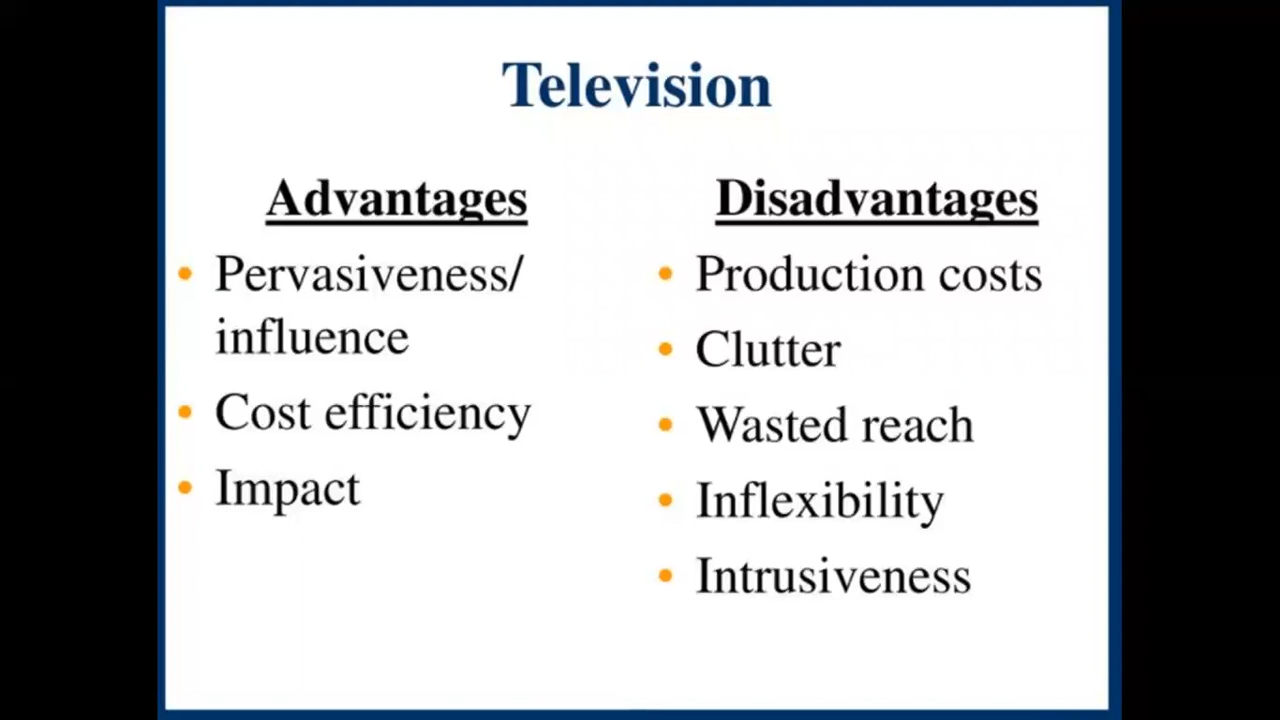 Television
Advantages
Pervasiveness/
influence
Cost efficiency
Impact
Disadvantages
Production costs
Clutter
Wasted reach
Inflexibility
Intrusiveness